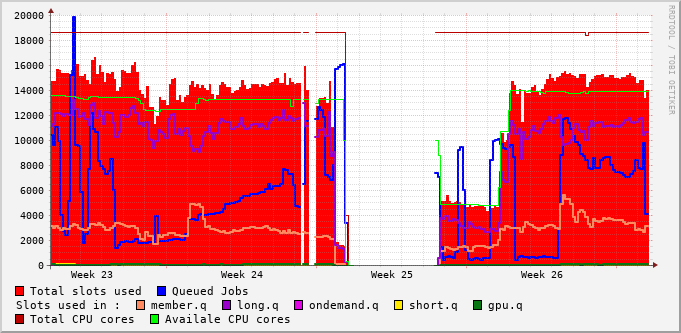 20000
18000
16000
14000
12000
10000
8000
6000
4000
2000
0
Week 23 Week 24 Week 25 Week 26
RRDTOOL / TOBI OETIKER
Total slots used Queued Jobs
Slots used in : member.q long.q ondemand.q short.q gpu.q
Total CPU cores Availale CPU cores